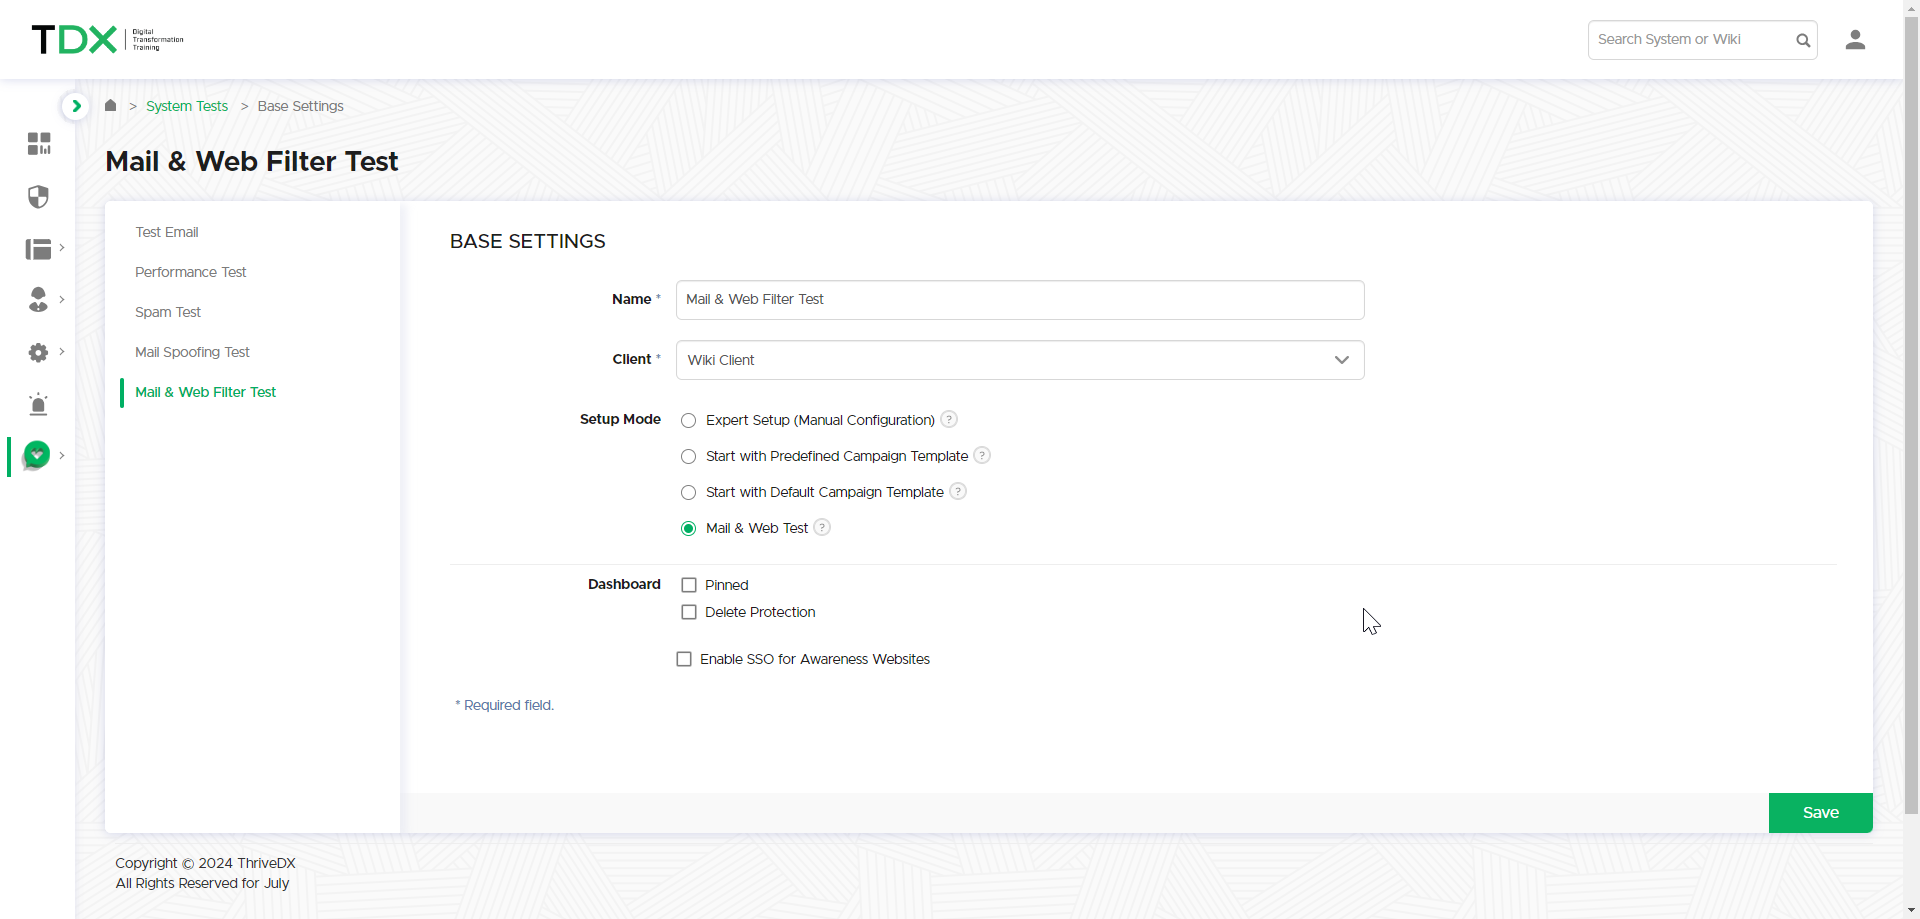 TDX
Digital
Transformation
Training
Search System or Wiki
> System Tests > Base Settings
Mail & Web Filter Test
Test Email
Performance Test
Spam Test
Mail Spoofing Test
Mail & Web Filter Test
BASE SETTINGS
Name * Mail & Web Filter Test
Client * Wiki Client
Setup Mode Expert Setup (Manual Configuration) ?
Start with Predefined Campaign Template ?
Start with Default Campaign Template ?
Mail & Web Test ?
Dashboard Pinned
Delete Protection
Enable SSO for Awareness Websites
* Required field.
Save
Copyright © 2024 ThriveDX
All Rights Reserved for July